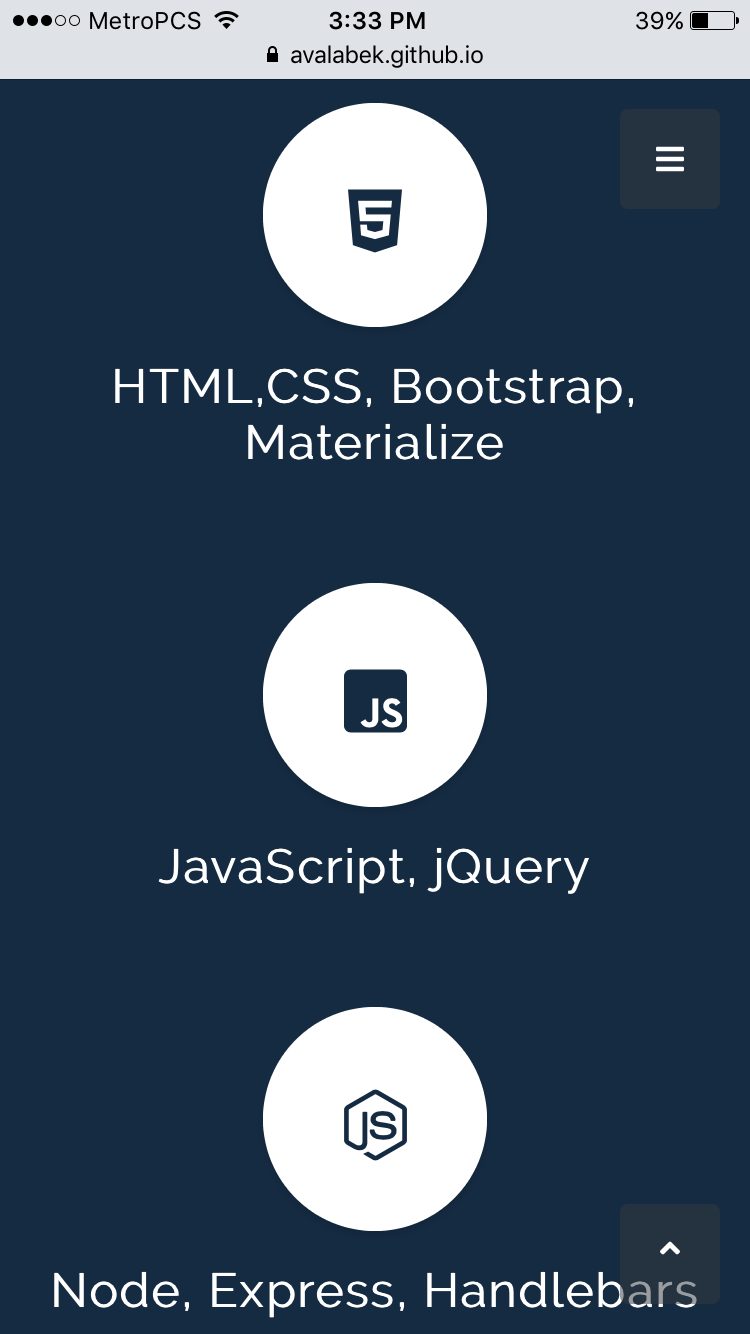 MetroPCS 3:33 PM 39%
avalabek.github.io
5
HTML,CSS, Bootstrap,
Materialize
JS
JavaScript, jQuery
JS
Node, Express, Handlebars